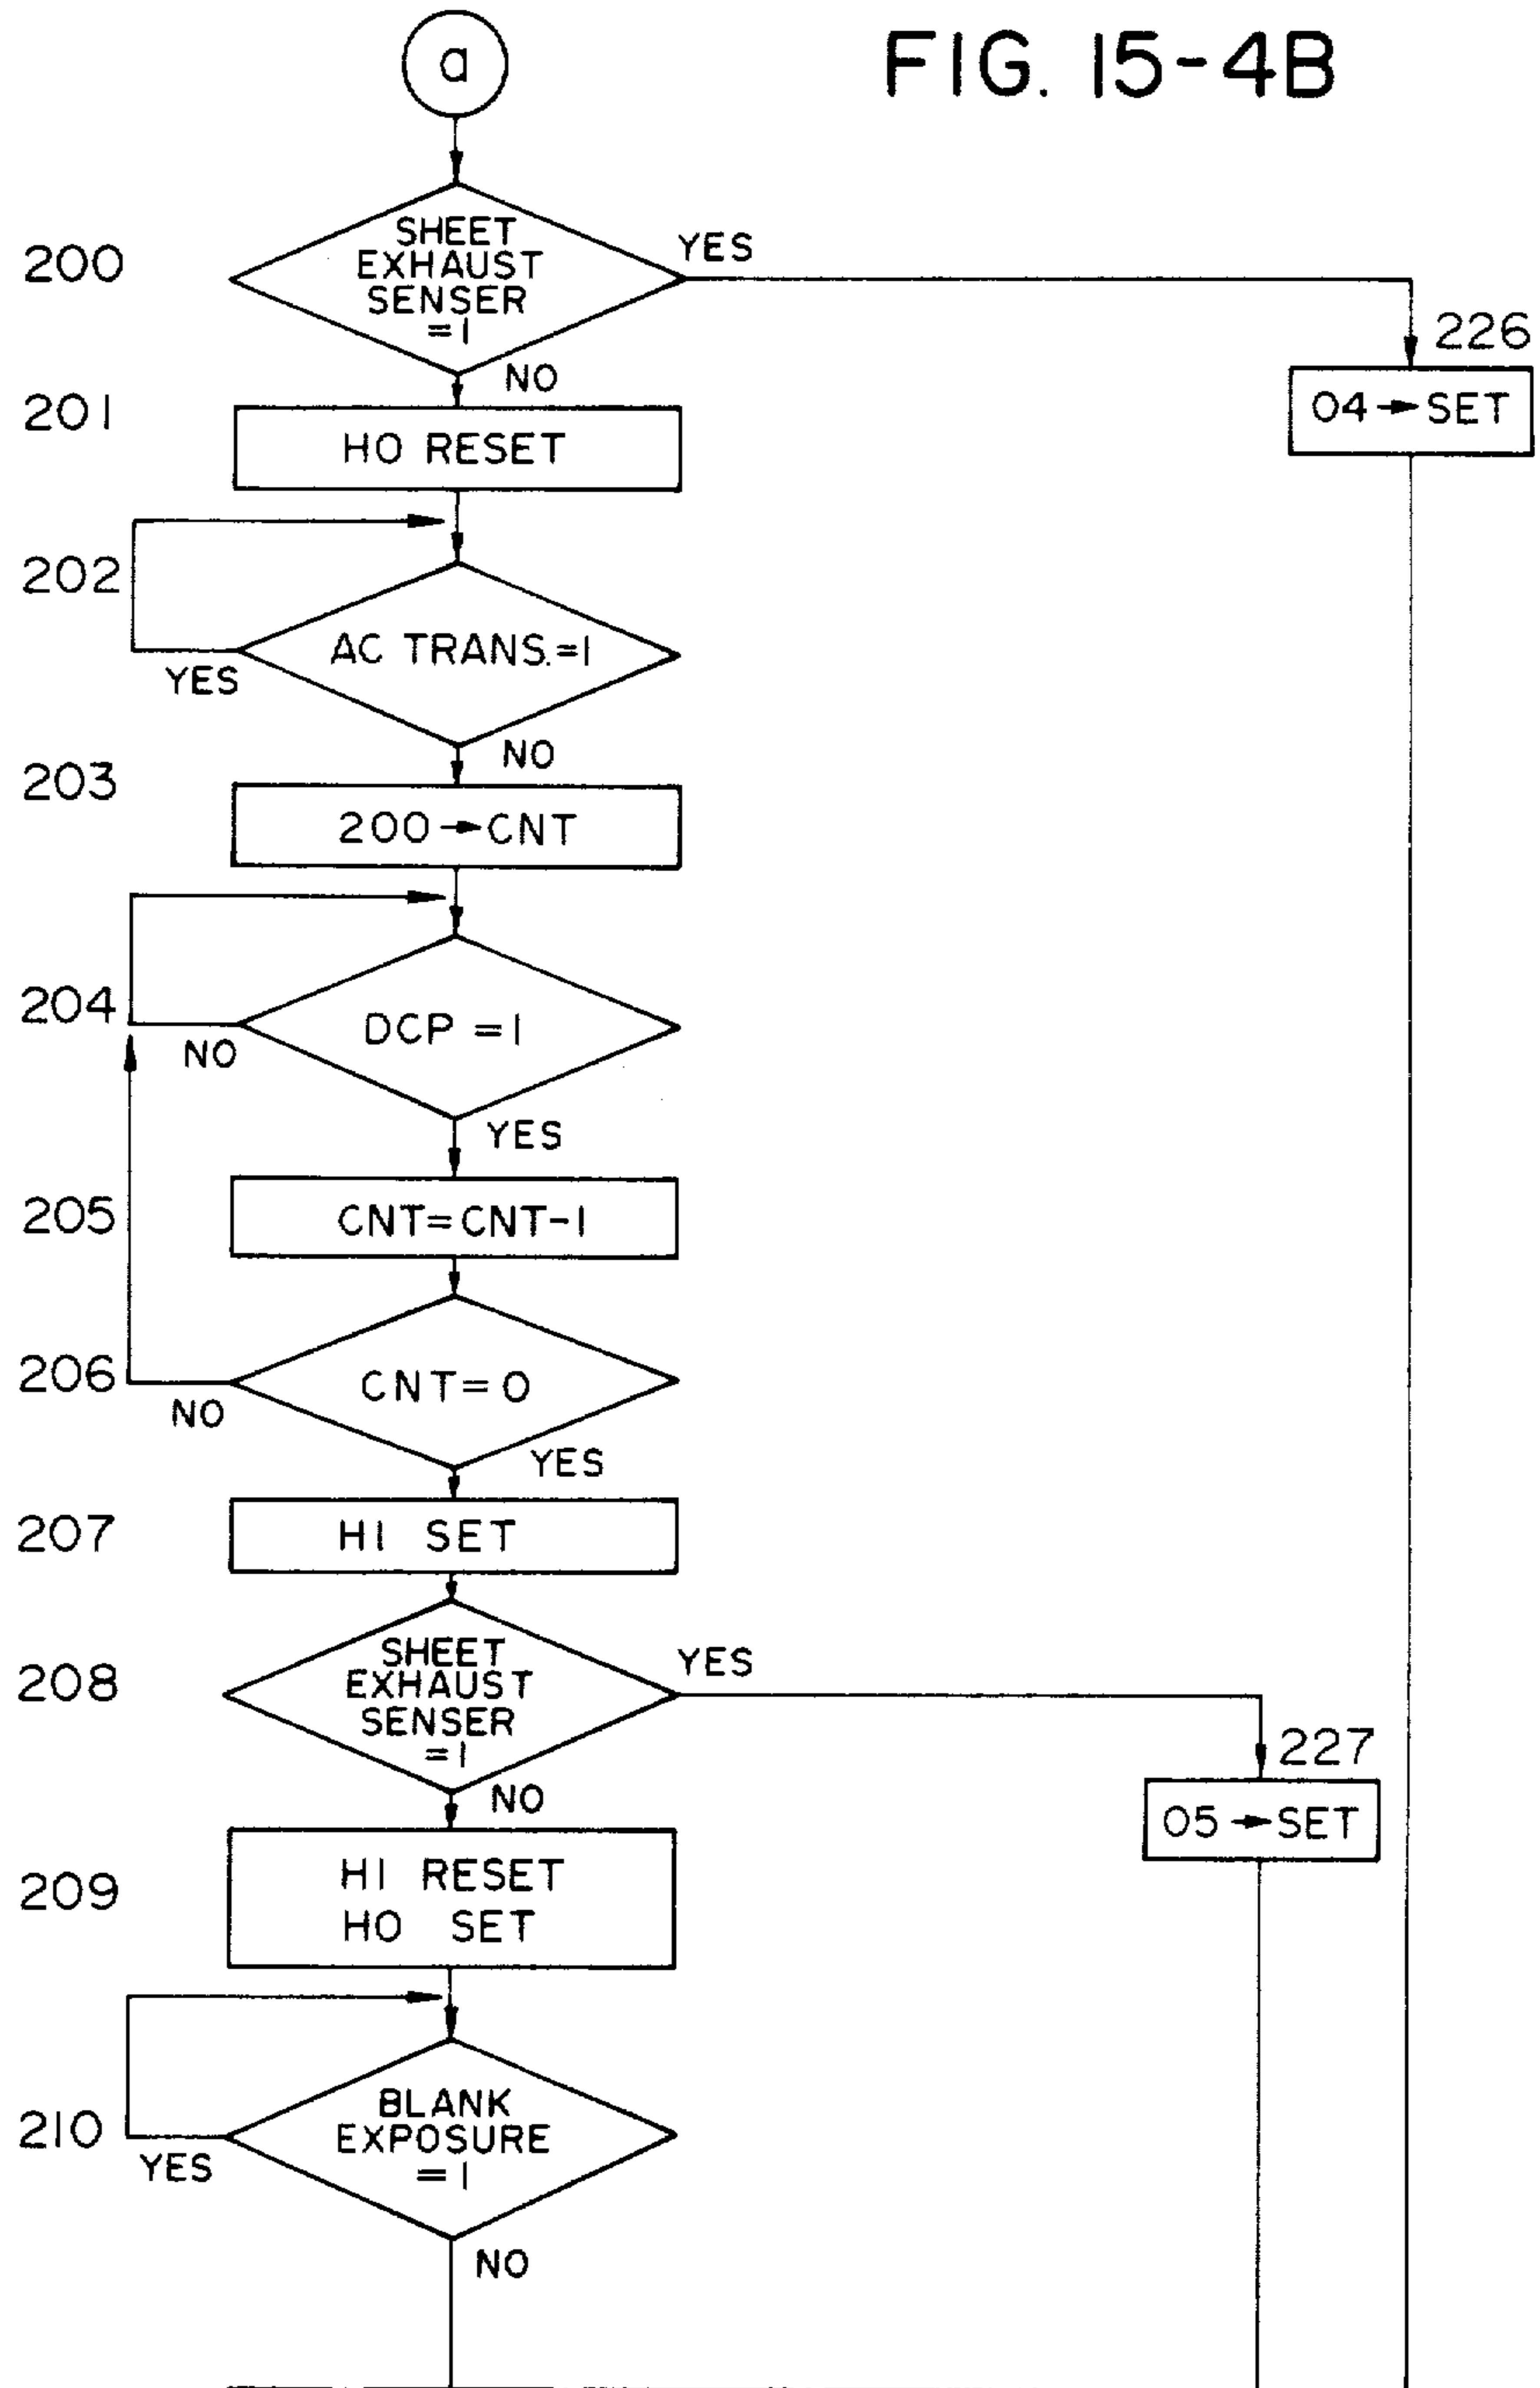 FIG. 15-4B
a
200
SHEET
EXHAUST
SENSER
=1
YES
NO
226
04→SET
201
HO RESET
202
AC TRANS.=1
YES
NO
203
200→CNT
204
DCP=1
NO
YES
205
CNT=CNT-1
206
CNT=0
NO
YES
207
HI SET
208
SHEET
EXHAUST
SENSER
=1
YES
NO
227
05→SET
209
HI RESET
HO SET
210
BLANK
EXPOSURE
=1
YES
NO